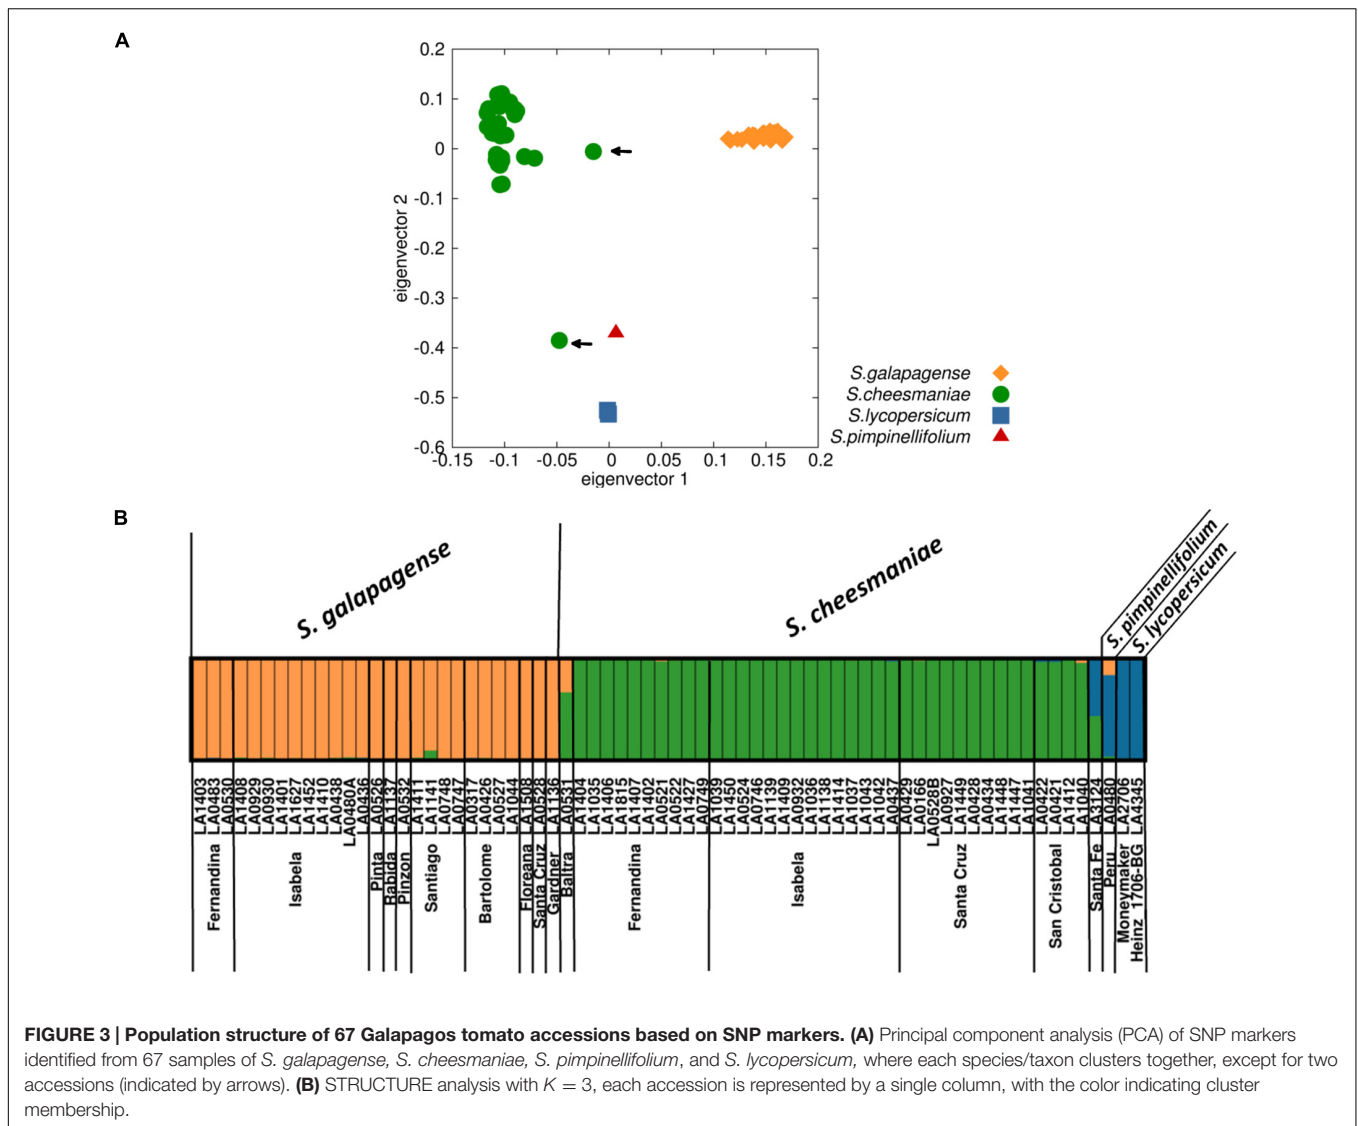 A
0.2
0.1
0
-0.1
-0.2
-0.3
-0.4
-0.5
-0.6
eigenvector 2
-0.15
-0.1
-0.05
0
0.05
0.1
0.15
0.2
eigenvector 1
S.galapagense
S.cheesmaniae
S.lycopersicum
S.pimpinellifolium
B
S. galapagense
S. cheesmaniae
S. pimpinellifolium
S. lycopersicum
LA1403
LA0483
LA0530
LA1408
LA0929
LA0930
LA1401
LA1627
LA1452
LA1410
LA0438
LA0480A
LA0436
LA0526
LA1137
LA0532
LA1411
LA1141
LA0748
LA0747
LA0317
LA0426
LA0527
LA1044
LA1508
LA0528
LA1136
LA0531
LA1404
LA1035
LA1406
LA1815
LA1407
LA1402
LA0521
LA0522
LA1427
LA0749
LA1039
LA1450
LA0524
LA0746
LA1139
LA1409
LA0932
LA1036
LA1138
LA1414
LA1037
LA1043
LA1042
LA0437
LA0429
LA0166
LA0528B
LA0927
LA1449
LA0428
LA0434
LA1448
LA1447
LA1041
LA0422
LA0421
LA1412
LA1040
LA3124
LA0480
LA2706
LA4345
Fernandina
Isabela
Pinta
Rabida
Pinzon
Santiago
Bartolome
Floreana
Santa Cruz
Gardner
Baltra
Fernandina
Isabela
Santa Cruz
San Cristobal
Santa Fe
Peru
Moneymaker
Heinz 1706-BG
FIGURE 3 | Population structure of 67 Galapagos tomato accessions based on SNP markers. (A) Principal component analysis (PCA) of SNP markers
identified from 67 samples of S. galapagense, S. cheesmaniae, S. pimpinellifolium, and S. lycopersicum, where each species/taxon clusters together, except for two
accessions (indicated by arrows). (B) STRUCTURE analysis with K = 3, each accession is represented by a single column, with the color indicating cluster
membership.